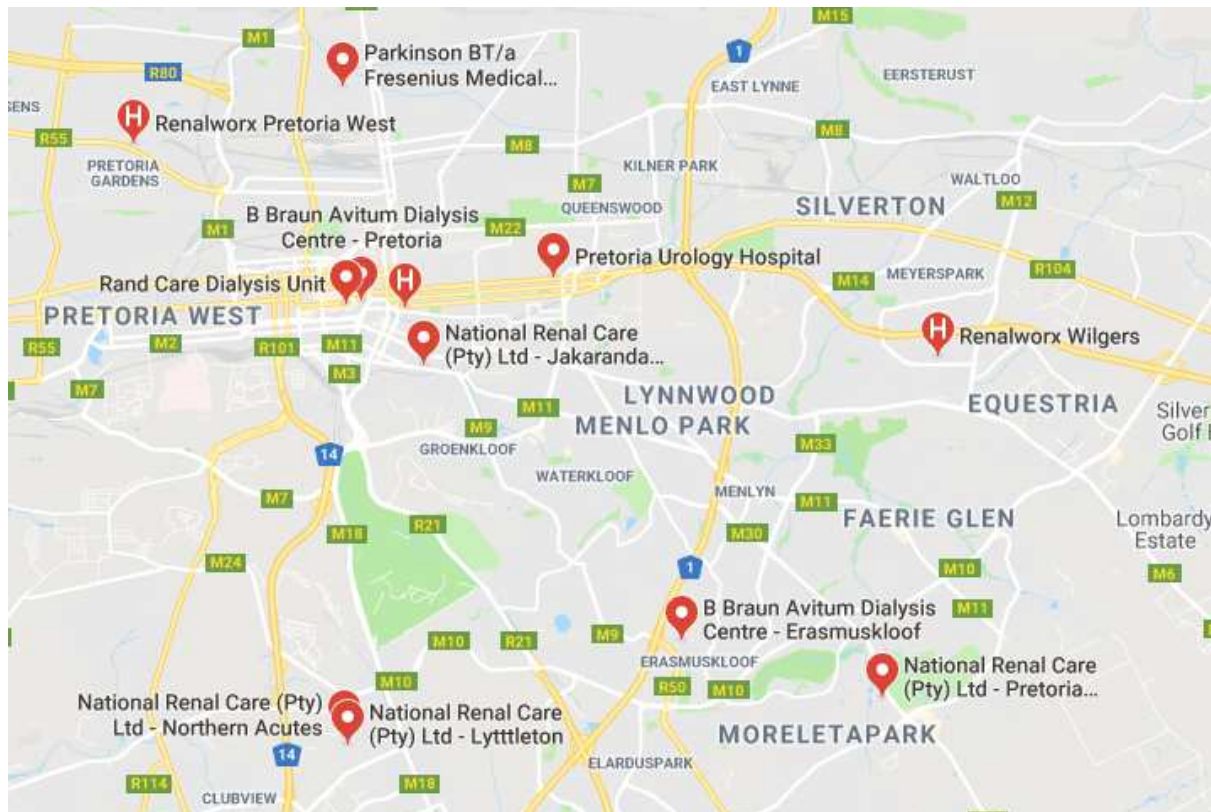 M1
M15
1
Parkinson BT/a
Fresenius Medical...
R80
EAST LYNNE
EERSTERUST
SENS
R55
Renalworx Pretoria West
M8
M8
PRETORIA
GARDENS
KILNER PARK
M7
WALTLOO
M12
QUEENSWOOD
SILVERTON
B Braun Avitum Dialysis
Centre - Pretoria
M1
M22
Pretoria Urology Hospital
R104
MEYERSPARK
M14
Rand Care Dialysis Unit
H
PRETORIA WEST
National Renal Care
(Pty) Ltd - Jakaranda...
H
Renalworx Wilgers
R55
M2
R101
M11
M3
M7
LYNNWOOD
MENLO PARK
EQUESTRIA
M11
Silver
Golf
M9
GROENKLOOF
M33
14
WATERKLOOF
MENLYN
M7
M11
FAERIE GLEN
R21
M18
M30
Lombardy
Estate
M24
1
M10
M6
B Braun Avitum Dialysis
Centre - Erasmuskloof
M11
M10
R21
M9
ERASMUSKLOOF
National Renal Care
(Pty) Ltd - Pretoria...
M10
R50
M10
National Renal Care (Pty)
Ltd - Northern Acutes
National Renal Care
(Pty) Ltd - Lytttleton
MORELETAPARK
14
ELARDUSPARK
R114
M18
CLUBVIEW